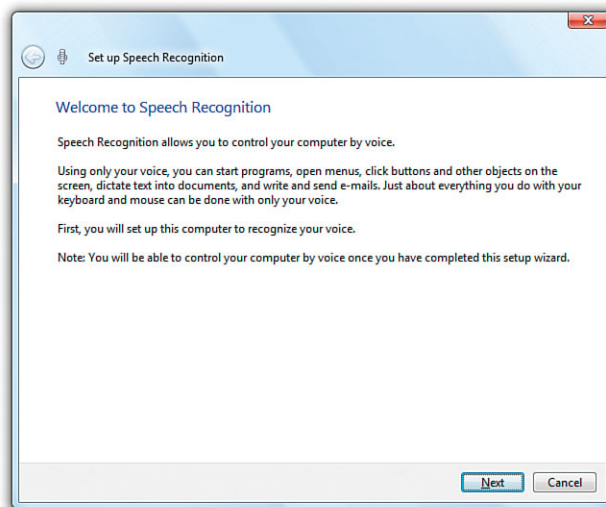 Set up Speech Recognition
Welcome to Speech Recognition
Speech Recognition allows you to control your computer by voice.
Using only your voice, you can start programs, open menus, click buttons and other objects on the
screen, dictate text into documents, and write and send e-mails. Just about everything you do with your
keyboard and mouse can be done with only your voice.
First, you will set up this computer to recognize your voice.
Note: You will be able to control your computer by voice once you have completed this setup wizard.
Next Cancel